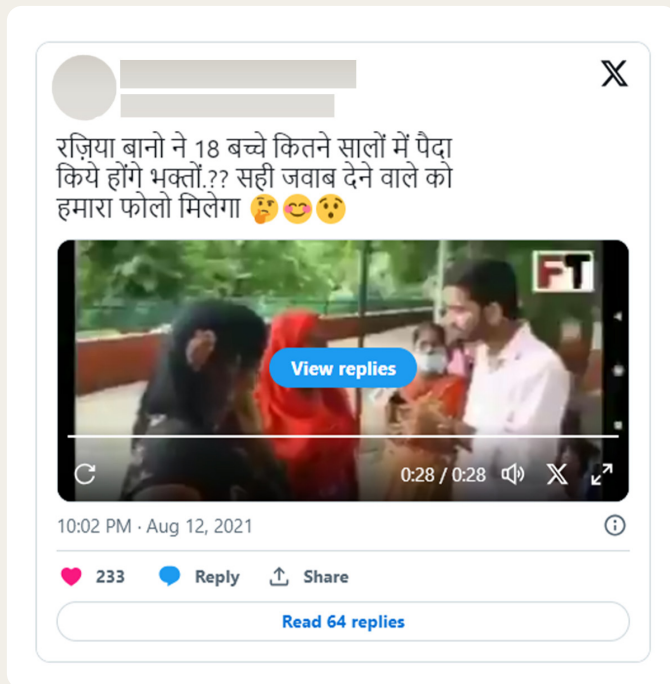 रज़िया बानो ने 18 बच्चे कितने सालों में पैदा
किये होंगे भक्तों.?? सही जवाब देने वाले को
हमारा फोलो मिलेगा 🤔😊😯
FT
View replies
0:28 / 0:28
10:02 PM · Aug 12, 2021
233 Reply Share
Read 64 replies